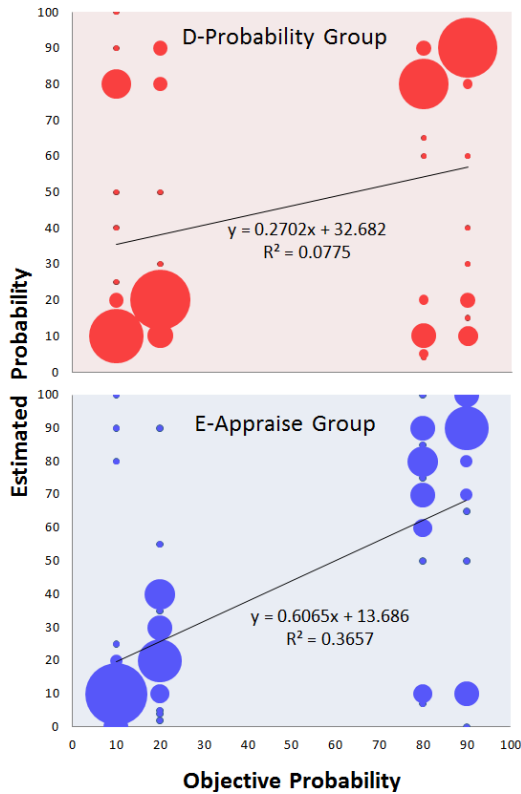 100
90
80
70
60
50
40
30
20
10
0
D-Probability Group
y = 0.2702x + 32.682
R² = 0.0775
Estimated Probability
100
90
80
70
60
50
40
30
20
10
0
E-Appraise Group
y = 0.6065x + 13.686
R² = 0.3657
0 10 20 30 40 50 60 70 80 90 100
Objective Probability